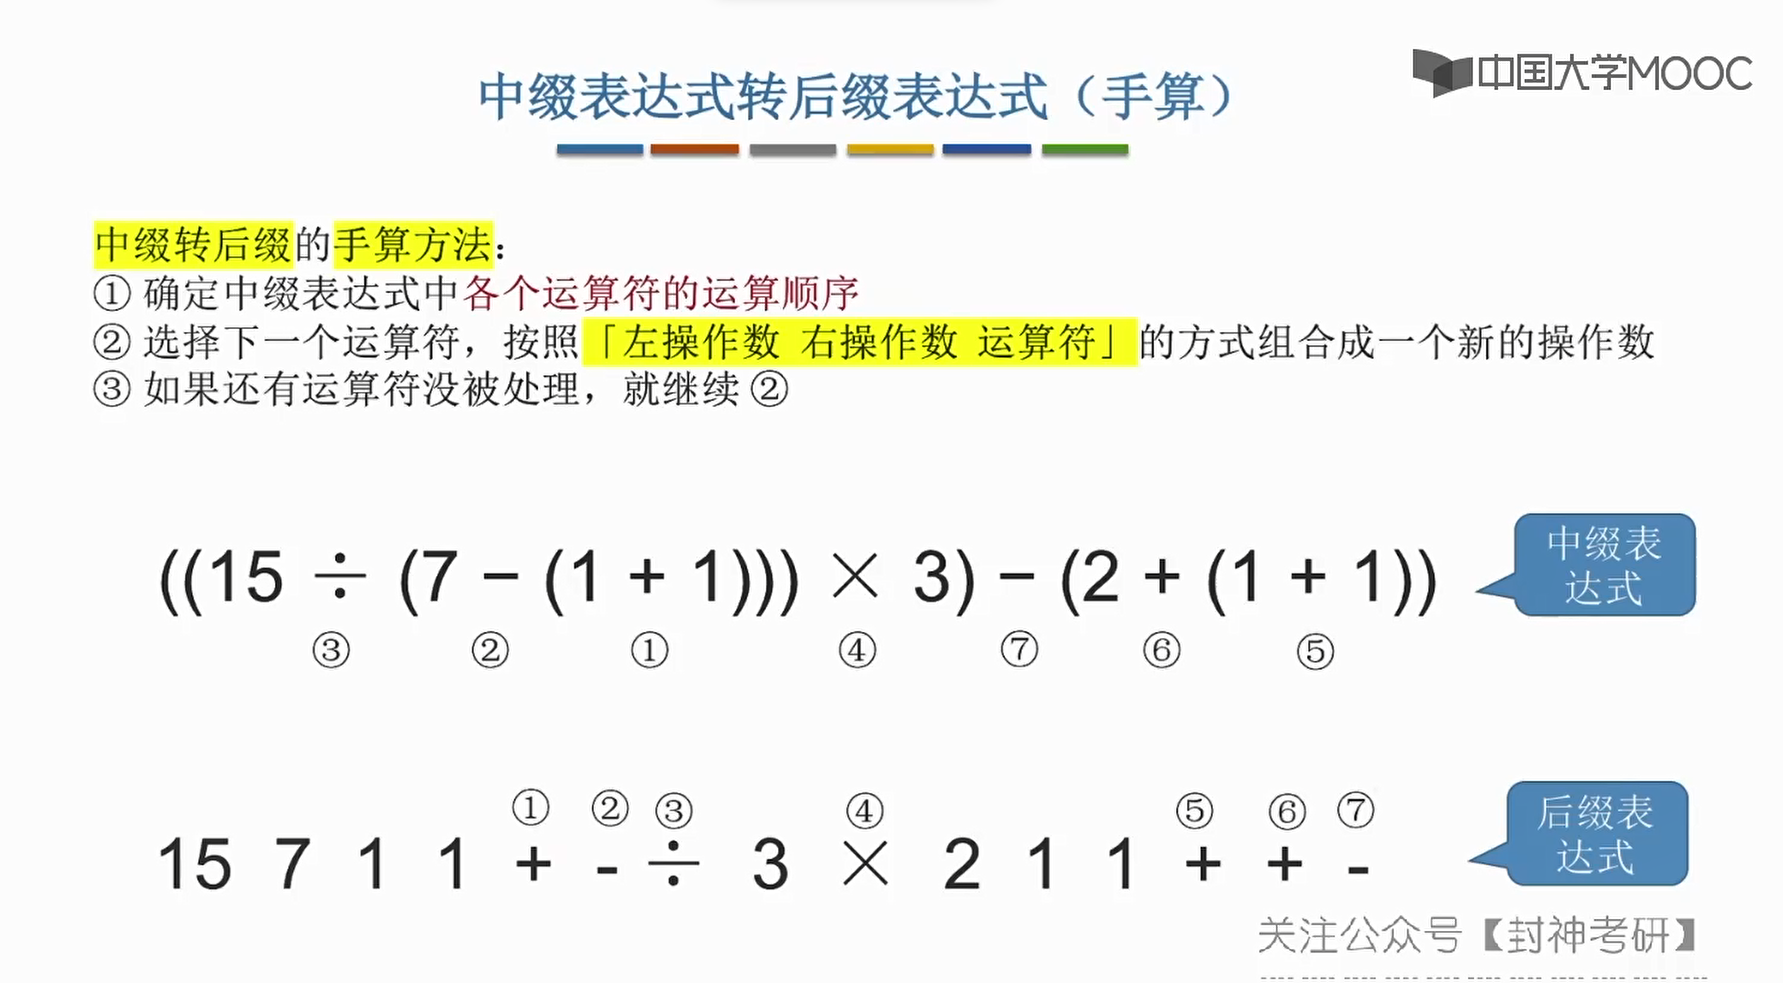 中国大学MOOC
中缀表达式转后缀表达式（手算）
中缀转后缀的手算方法：
① 确定中缀表达式中各个运算符的运算顺序
② 选择下一个运算符，按照「左操作数 右操作数 运算符」的方式组合成一个新的操作数
③ 如果还有运算符没被处理，就继续 ②
((15 ÷ (7 − (1 + 1))) × 3) − (2 + (1 + 1))
③ ② ① ④ ⑦ ⑥ ⑤
中缀表
达式
① ② ③ ④ ⑤ ⑥ ⑦
15 7 1 1 + - ÷ 3 × 2 1 1 + + -
后缀表
达式
关注公众号【封神考研】